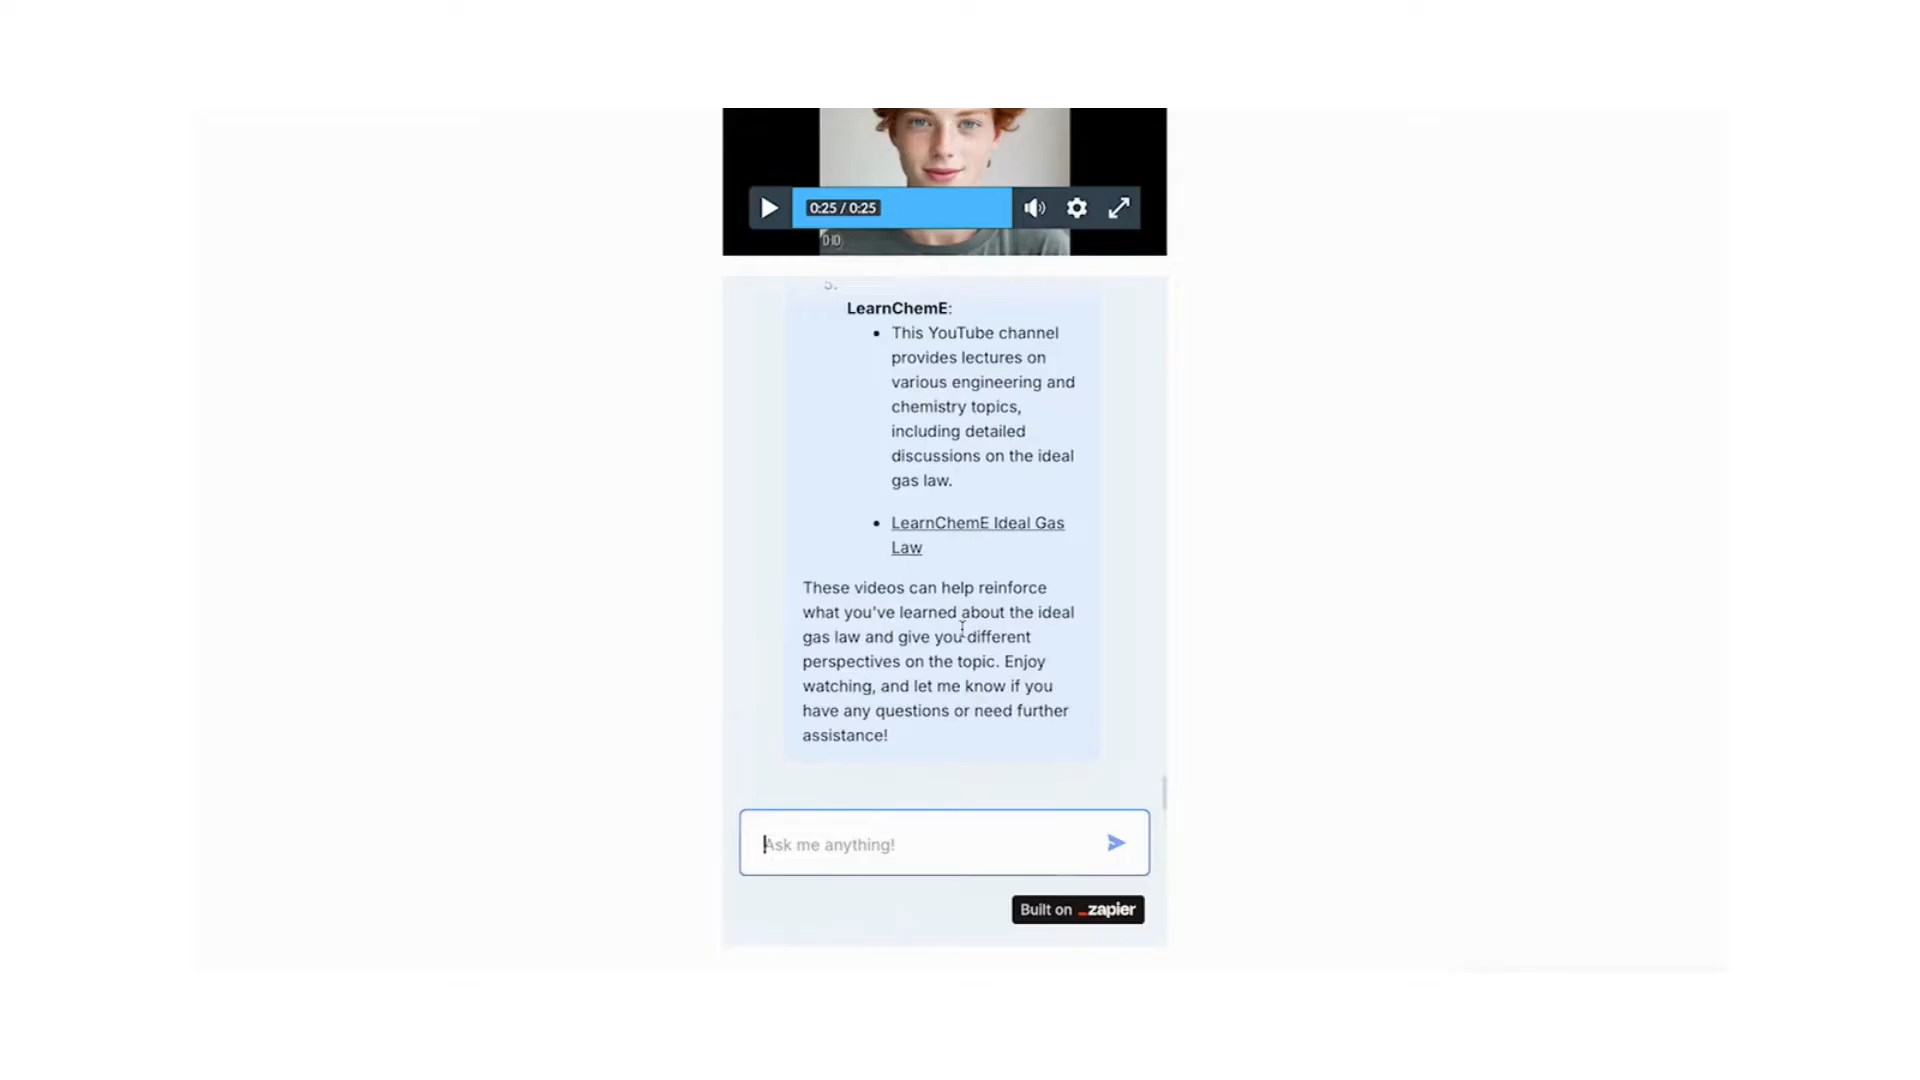 0:25 / 0:25
5.
LearnChemE:
• This YouTube channel
provides lectures on
various engineering and
chemistry topics,
including detailed
discussions on the ideal
gas law.
• LearnChemE Ideal Gas
Law
These videos can help reinforce
what you've learned about the ideal
gas law and give you different
perspectives on the topic. Enjoy
watching, and let me know if you
have any questions or need further
assistance!
Ask me anything!
Built on _zapier